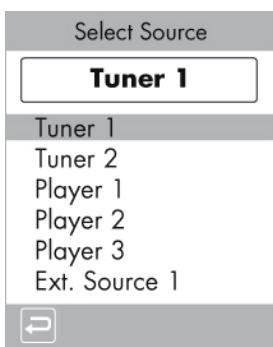 Select Source
Tuner 1
Tuner 1
Tuner 2
Player 1
Player 2
Player 3
Ext. Source 1